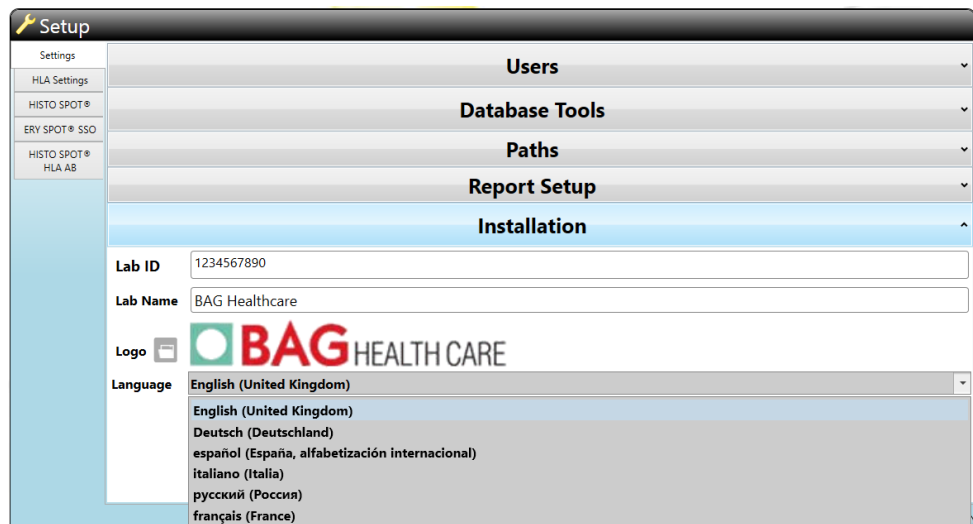 Setup
Settings
HLA Settings
HISTO SPOT®
ERY SPOT® SSO
HISTO SPOT®
HLA AB
Users
Database Tools
Paths
Report Setup
Installation
Lab ID 1234567890
Lab Name BAG Healthcare
Logo BAG HEALTH CARE
Language English (United Kingdom)
English (United Kingdom)
Deutsch (Deutschland)
español (España, alfabetización internacional)
italiano (Italia)
русский (Россия)
français (France)